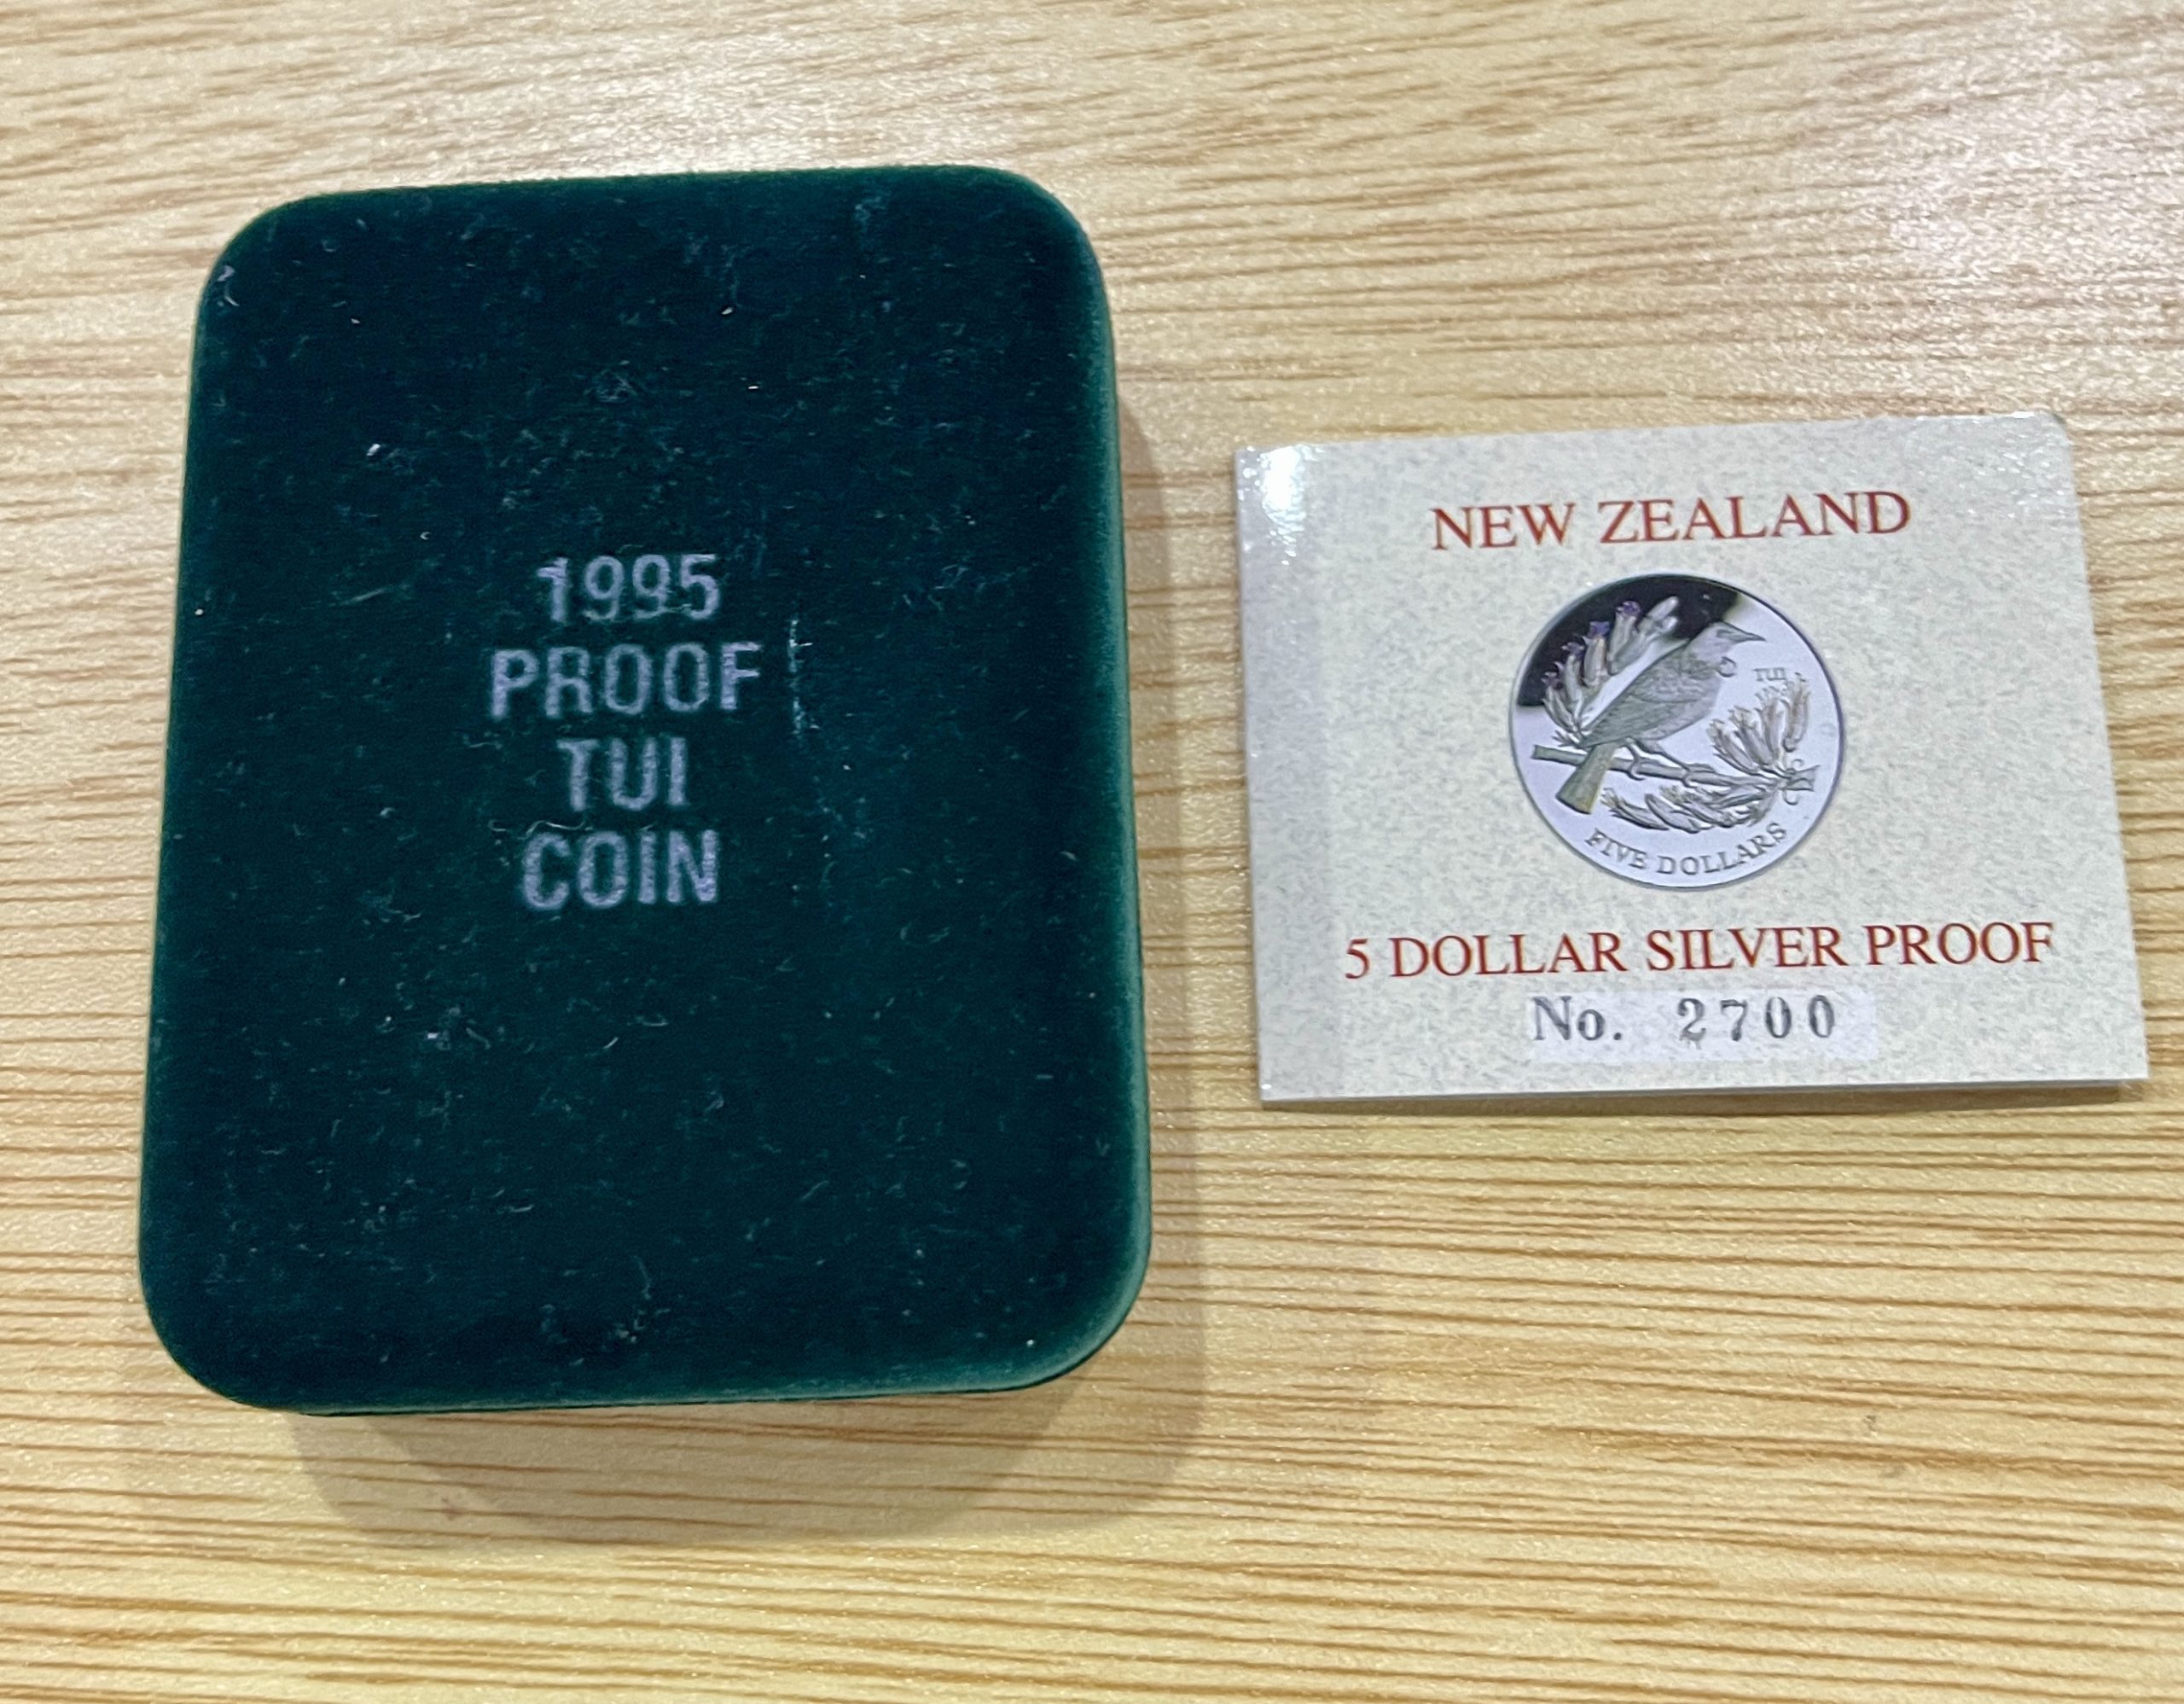 1995
PROOF
TUI
COIN
NEW ZEALAND
TUI
FIVE DOLLARS
5 DOLLAR SILVER PROOF
No. 2700